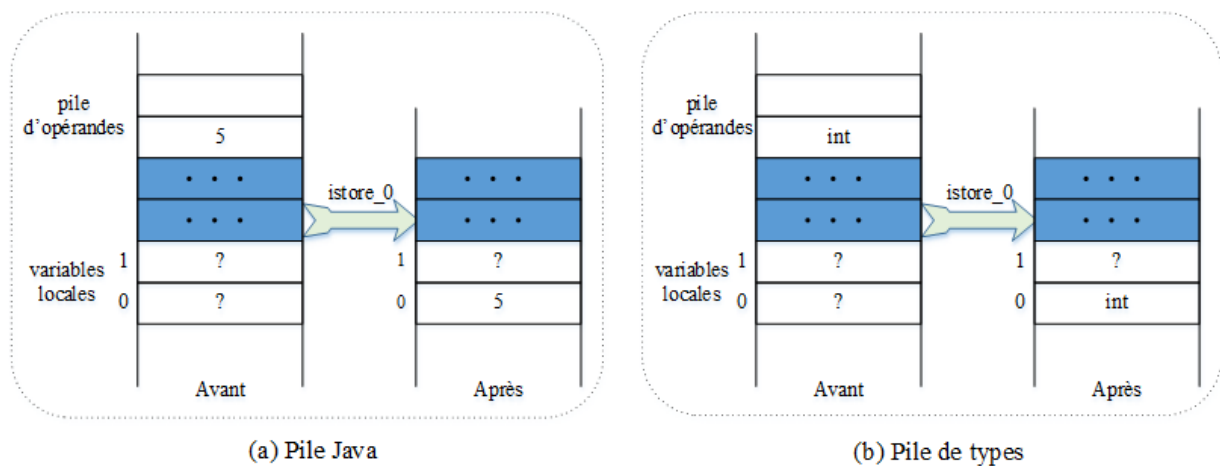 pile
d'opérandes
5
• • •
• • •
istore_0
• • •
• • •
variables
locales
1
?
1
?
0
?
0
5
Avant
Après
(a) Pile Java
pile
d'opérandes
int
• • •
• • •
istore_0
• • •
• • •
variables
locales
1
?
1
?
0
?
0
int
Avant
Après
(b) Pile de types